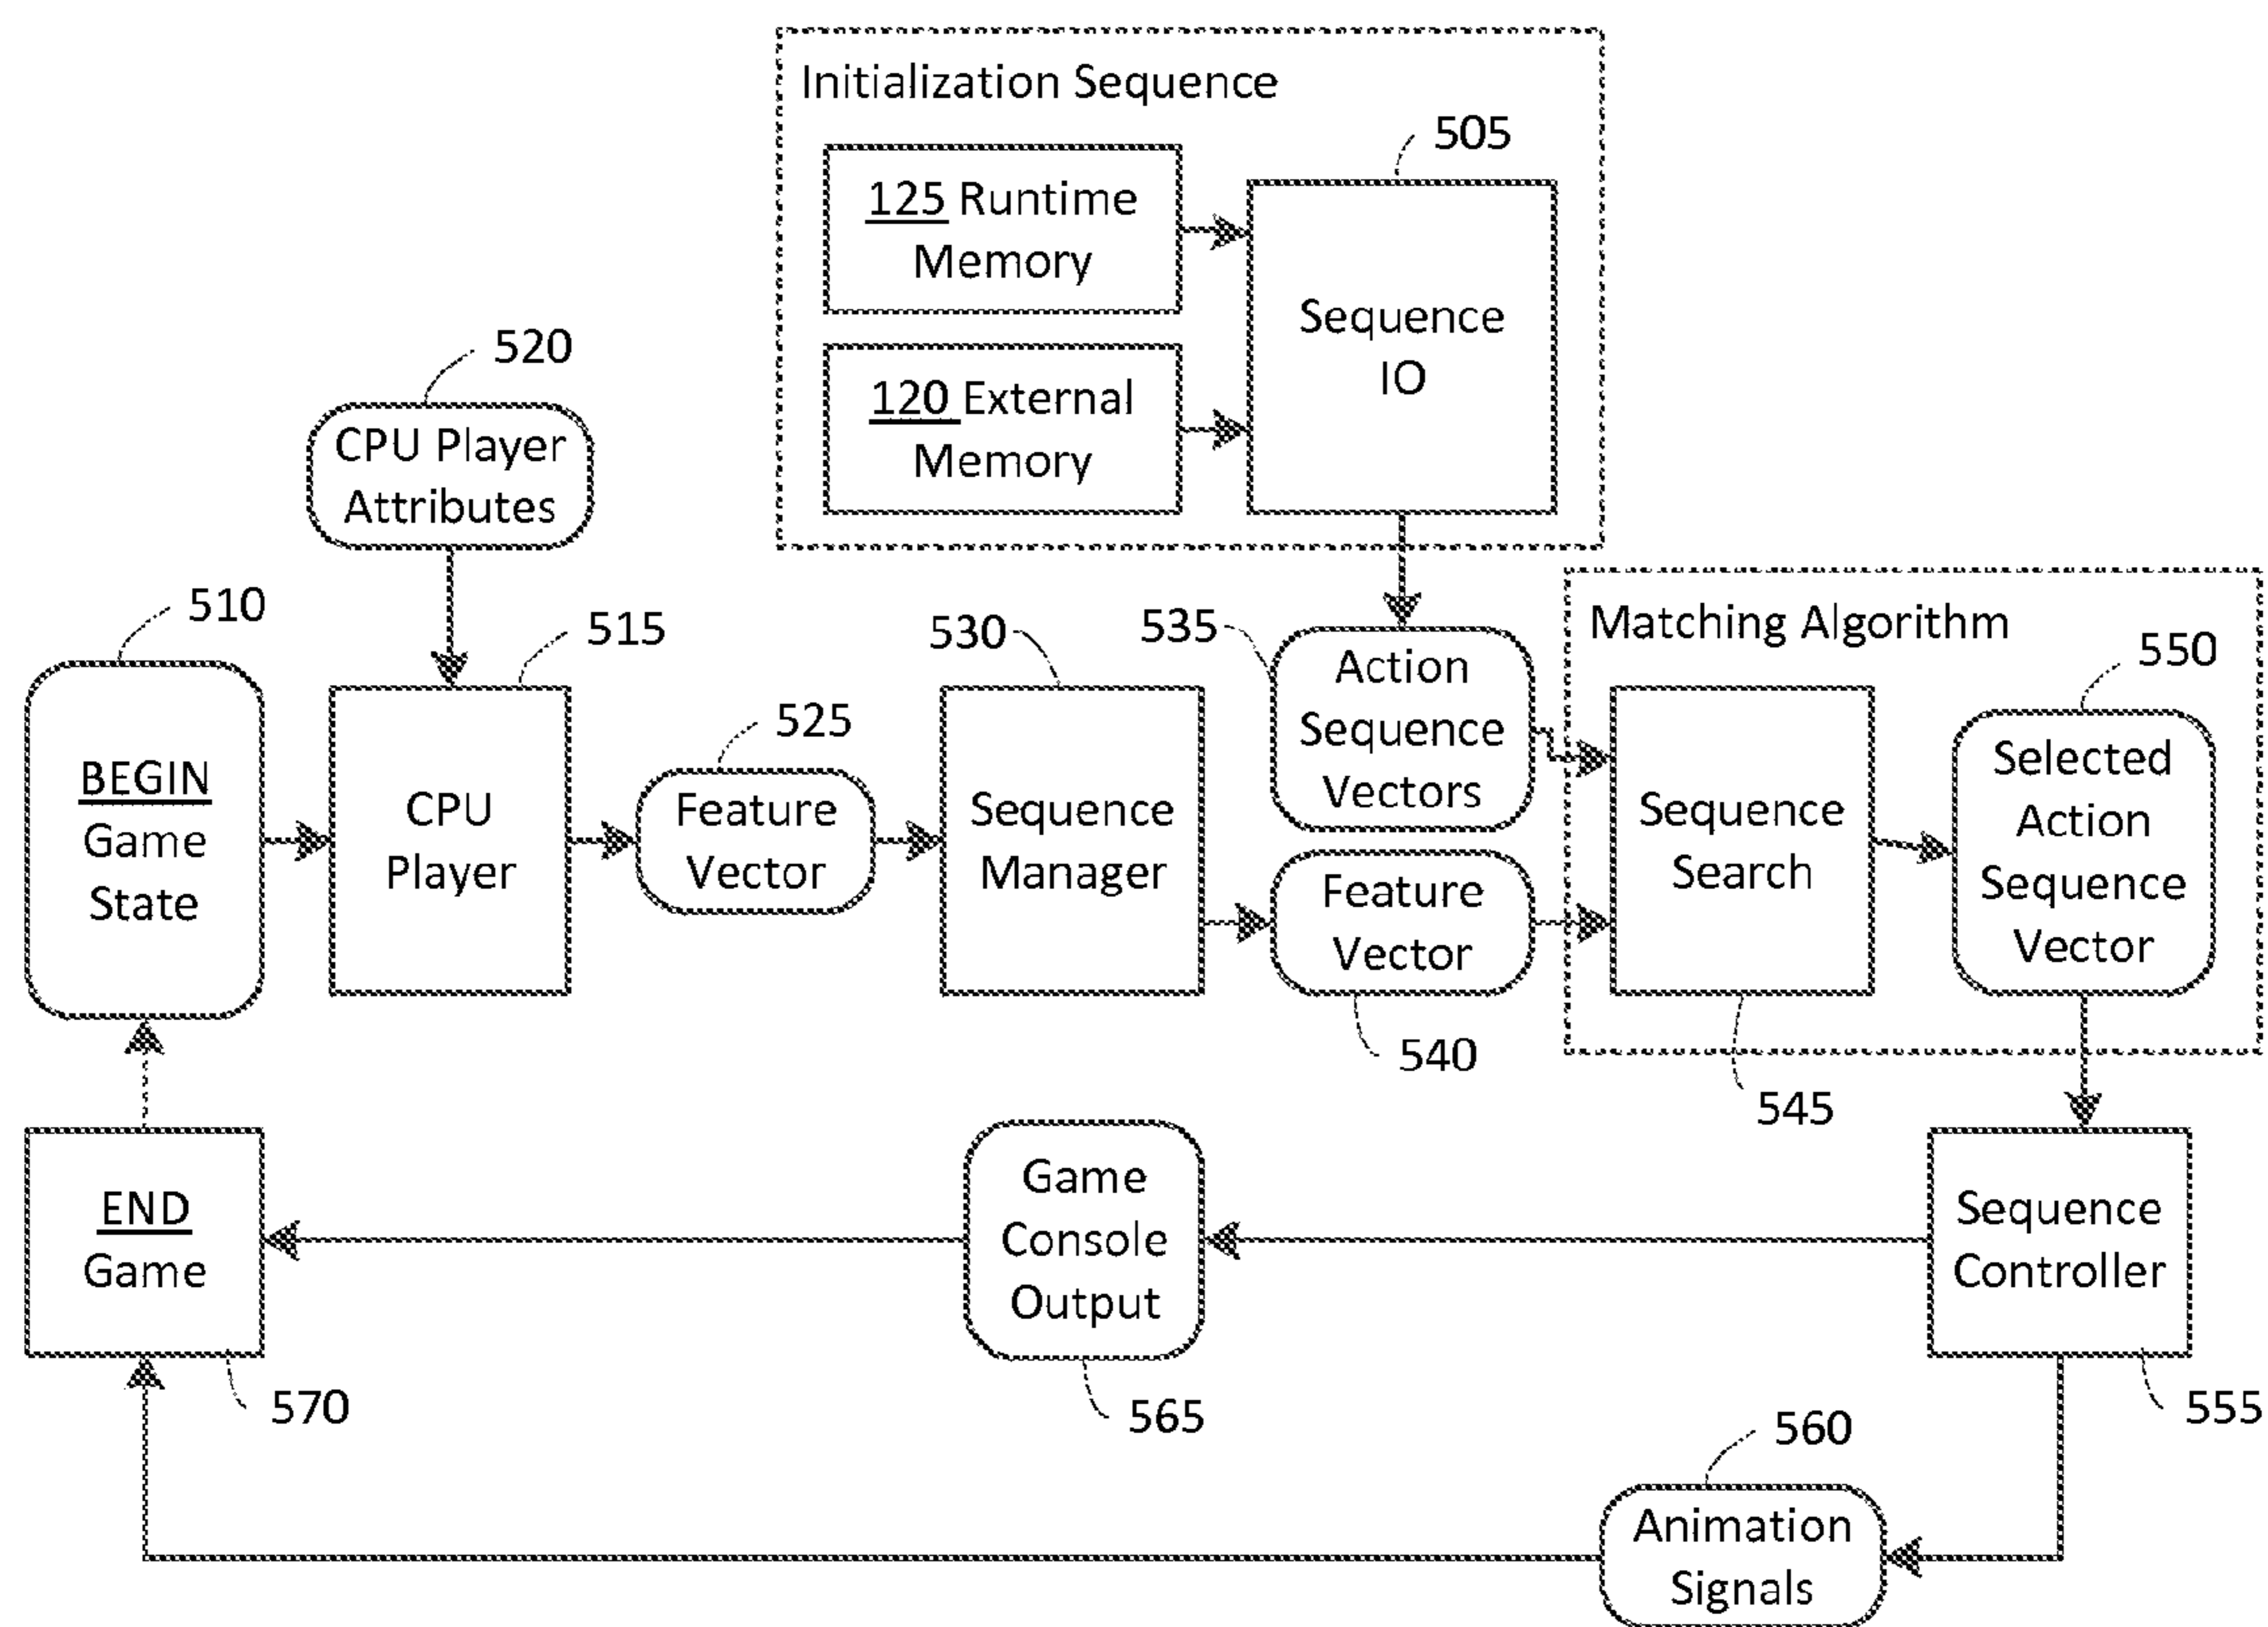 Initialization Sequence
505
125 Runtime
Memory
120 External
Memory
Sequence
IO
520
CPU Player
Attributes
510
BEGIN
Game
State
515
CPU
Player
525
Feature
Vector
530
Sequence
Manager
535
Action
Sequence
Vectors
Feature
Vector
540
Matching Algorithm
Sequence
Search
545
550
Selected
Action
Sequence
Vector
END
Game
570
Game
Console
Output
565
Sequence
Controller
555
560
Animation
Signals